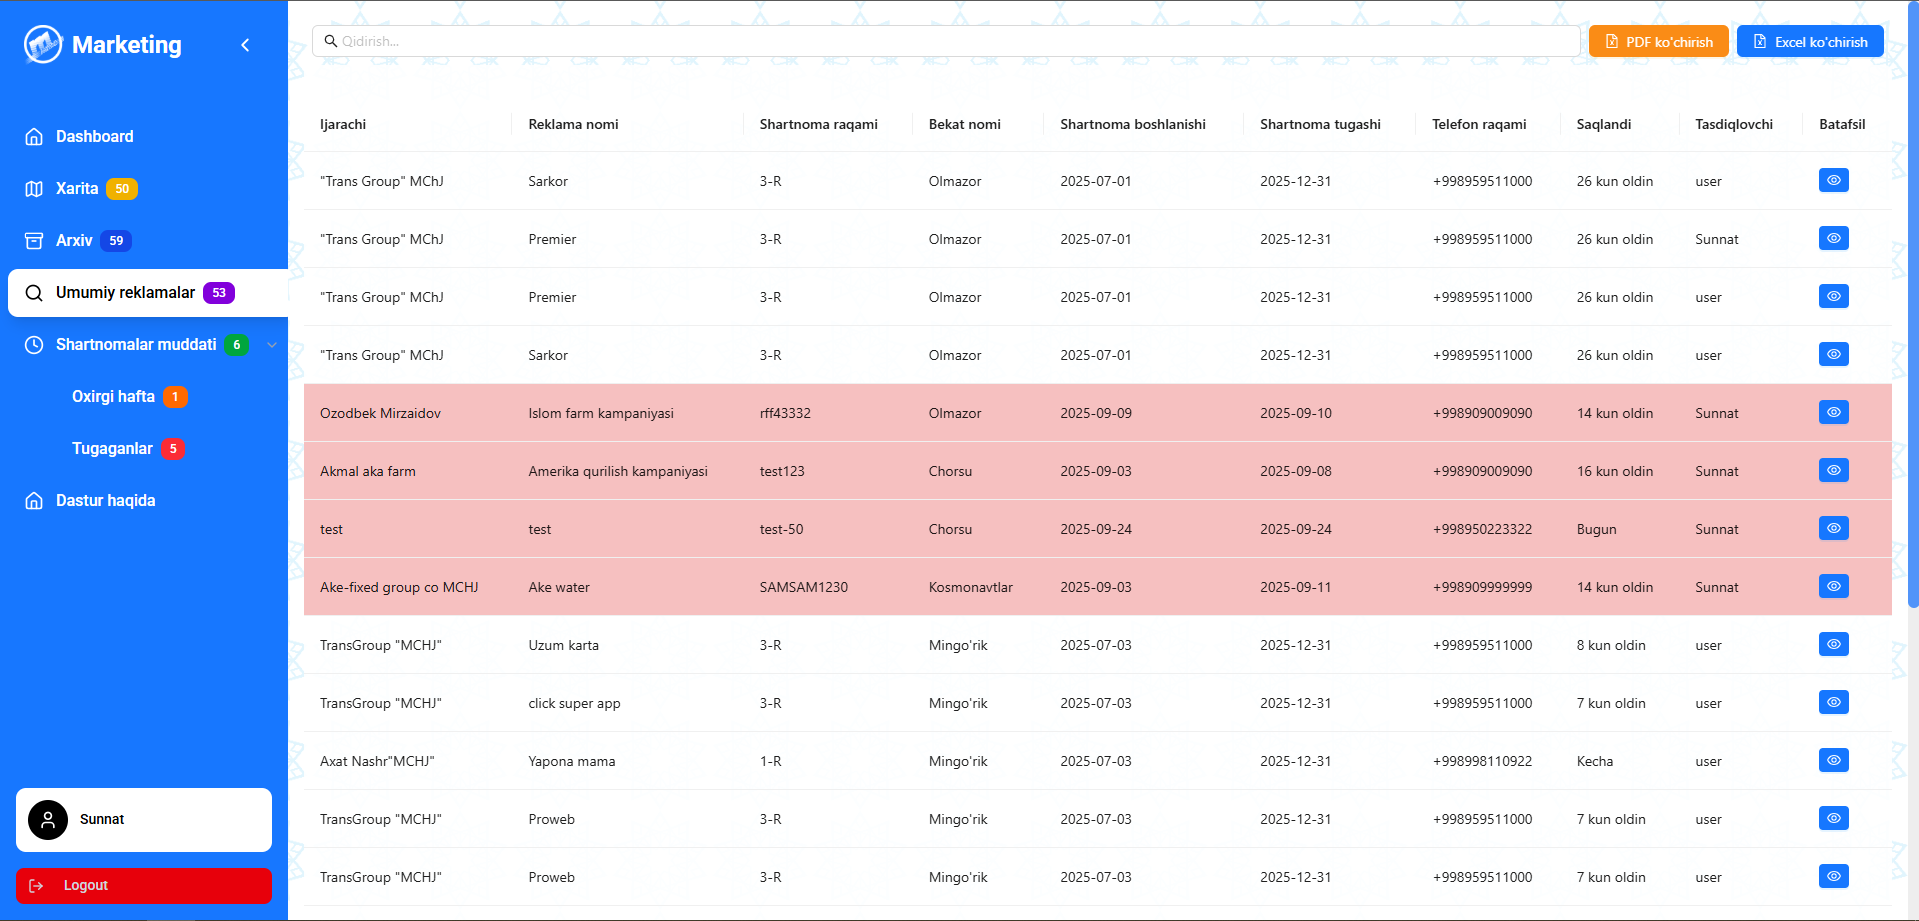 Marketing
Dashboard
Xarita 50
Arxiv 59
Umumiy reklamalar 53
Shartnomalar muddati 6
Oxirgi hafta 1
Tugaganlar 5
Dastur haqida
Sunnat
Logout
Qidirish...
PDF ko'chirish
Excel ko'chirish
Ijarachi Reklama nomi Shartnoma raqami Bekat nomi Shartnoma boshlanishi Shartnoma tugashi Telefon raqami Saqlandi Tasdiqlovchi Batafsil
"Trans Group" MChJ Sarkor 3-R Olmazor 2025-07-01 2025-12-31 +998959511000 26 kun oldin user
"Trans Group" MChJ Premier 3-R Olmazor 2025-07-01 2025-12-31 +998959511000 26 kun oldin Sunnat
"Trans Group" MChJ Premier 3-R Olmazor 2025-07-01 2025-12-31 +998959511000 26 kun oldin user
"Trans Group" MChJ Sarkor 3-R Olmazor 2025-07-01 2025-12-31 +998959511000 26 kun oldin user
Ozodbek Mirzaidov Islom farm kampaniyasi rff43332 Olmazor 2025-09-09 2025-09-10 +998909009090 14 kun oldin Sunnat
Akmal aka farm Amerika qurilish kampaniyasi test123 Chorsu 2025-09-03 2025-09-08 +998909009090 16 kun oldin Sunnat
test test test-50 Chorsu 2025-09-24 2025-09-24 +998950223322 Bugun Sunnat
Ake-fixed group co MCHJ Ake water SAMSAM1230 Kosmonavtlar 2025-09-03 2025-09-11 +998909999999 14 kun oldin Sunnat
TransGroup "MCHJ" Uzum karta 3-R Mingo'rik 2025-07-03 2025-12-31 +998959511000 8 kun oldin user
TransGroup "MCHJ" click super app 3-R Mingo'rik 2025-07-03 2025-12-31 +998959511000 7 kun oldin user
Axat Nashr"MCHJ" Yapona mama 1-R Mingo'rik 2025-07-03 2025-12-31 +998998110922 Kecha user
TransGroup "MCHJ" Proweb 3-R Mingo'rik 2025-07-03 2025-12-31 +998959511000 7 kun oldin user
TransGroup "MCHJ" Proweb 3-R Mingo'rik 2025-07-03 2025-12-31 +998959511000 7 kun oldin user